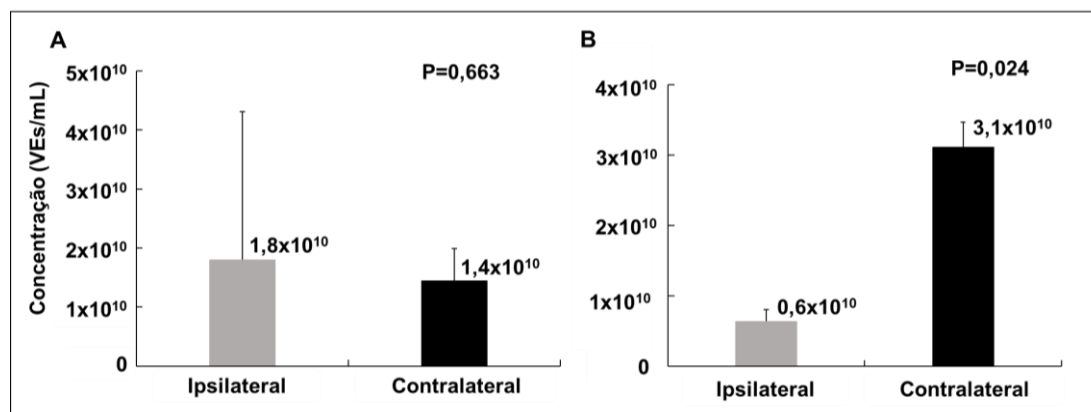 A
P=0,663
Concentração (VEs/mL)
5x10¹⁰
4x10¹⁰
3x10¹⁰
2x10¹⁰
1x10¹⁰
0
1,8x10¹⁰
1,4x10¹⁰
Ipsilateral
Contralateral
B
P=0,024
4x10¹⁰
3x10¹⁰
2x10¹⁰
1x10¹⁰
0
0,6x10¹⁰
3,1x10¹⁰
Ipsilateral
Contralateral